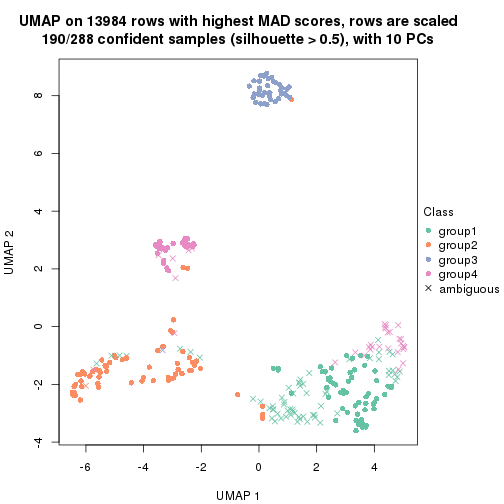 UMAP on 13984 rows with highest MAD scores, rows are scaled
190/288 confident samples (silhouette > 0.5), with 10 PCs
8
6
4
2
0
-2
-4
UMAP 2
-6
-4
-2
0
2
4
UMAP 1
Class
group1
group2
group3
group4
ambiguous